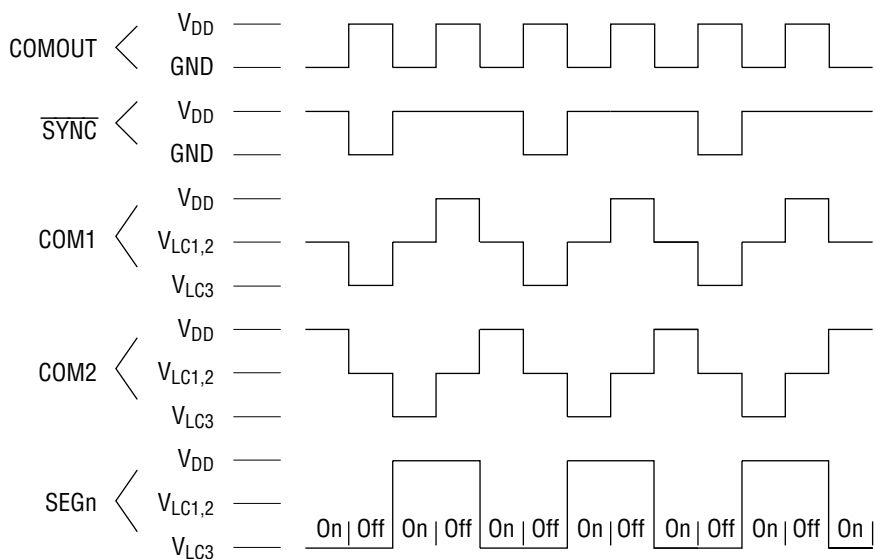 COMOUT
V_DD
GND
SYNC
V_DD
GND
COM1
V_DD
V_LC1,2
V_LC3
COM2
V_DD
V_LC1,2
V_LC3
SEGn
V_DD
V_LC1,2
V_LC3
On | Off On | Off On | Off On | Off On | Off On | Off On |